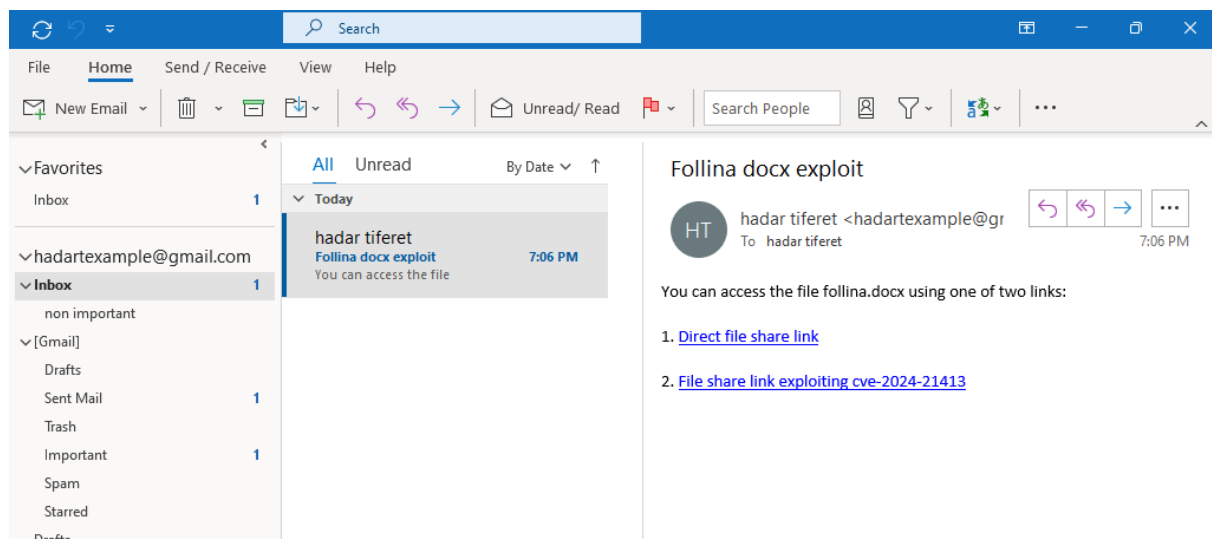 Search
File Home Send / Receive View Help
New Email Unread/ Read Search People
Favorites
Inbox 1
hadartexample@gmail.com
Inbox 1
non important
[Gmail]
Drafts
Sent Mail 1
Trash
Important 1
Spam
Starred
Drafts
All Unread By Date
Today
hadar tiferet
Follina docx exploit 7:06 PM
You can access the file
Follina docx exploit
HT
hadar tiferet <hadartexample@gr
To hadar tiferet
7:06 PM
You can access the file follina.docx using one of two links:
1. Direct file share link
2. File share link exploiting cve-2024-21413